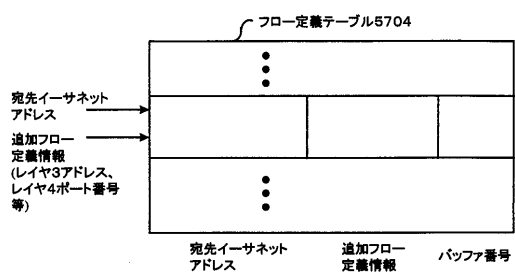 フロー定義テーブル5704
宛先イーサネット
アドレス
追加フロー
定義情報
(レイヤ3アドレス、
レイヤ4ポート番号
等)
宛先イーサネット
アドレス
追加フロー
定義情報
バッファ番号